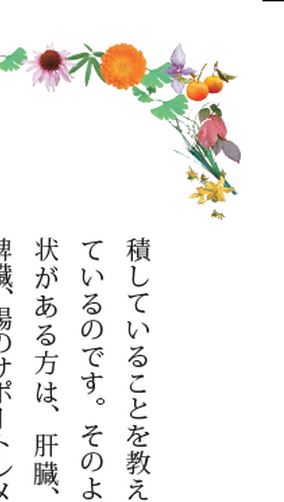 積していることを教え
ているのです。そのよ
状がある方は、肝臓、
脾臓、腸のサポートレメ